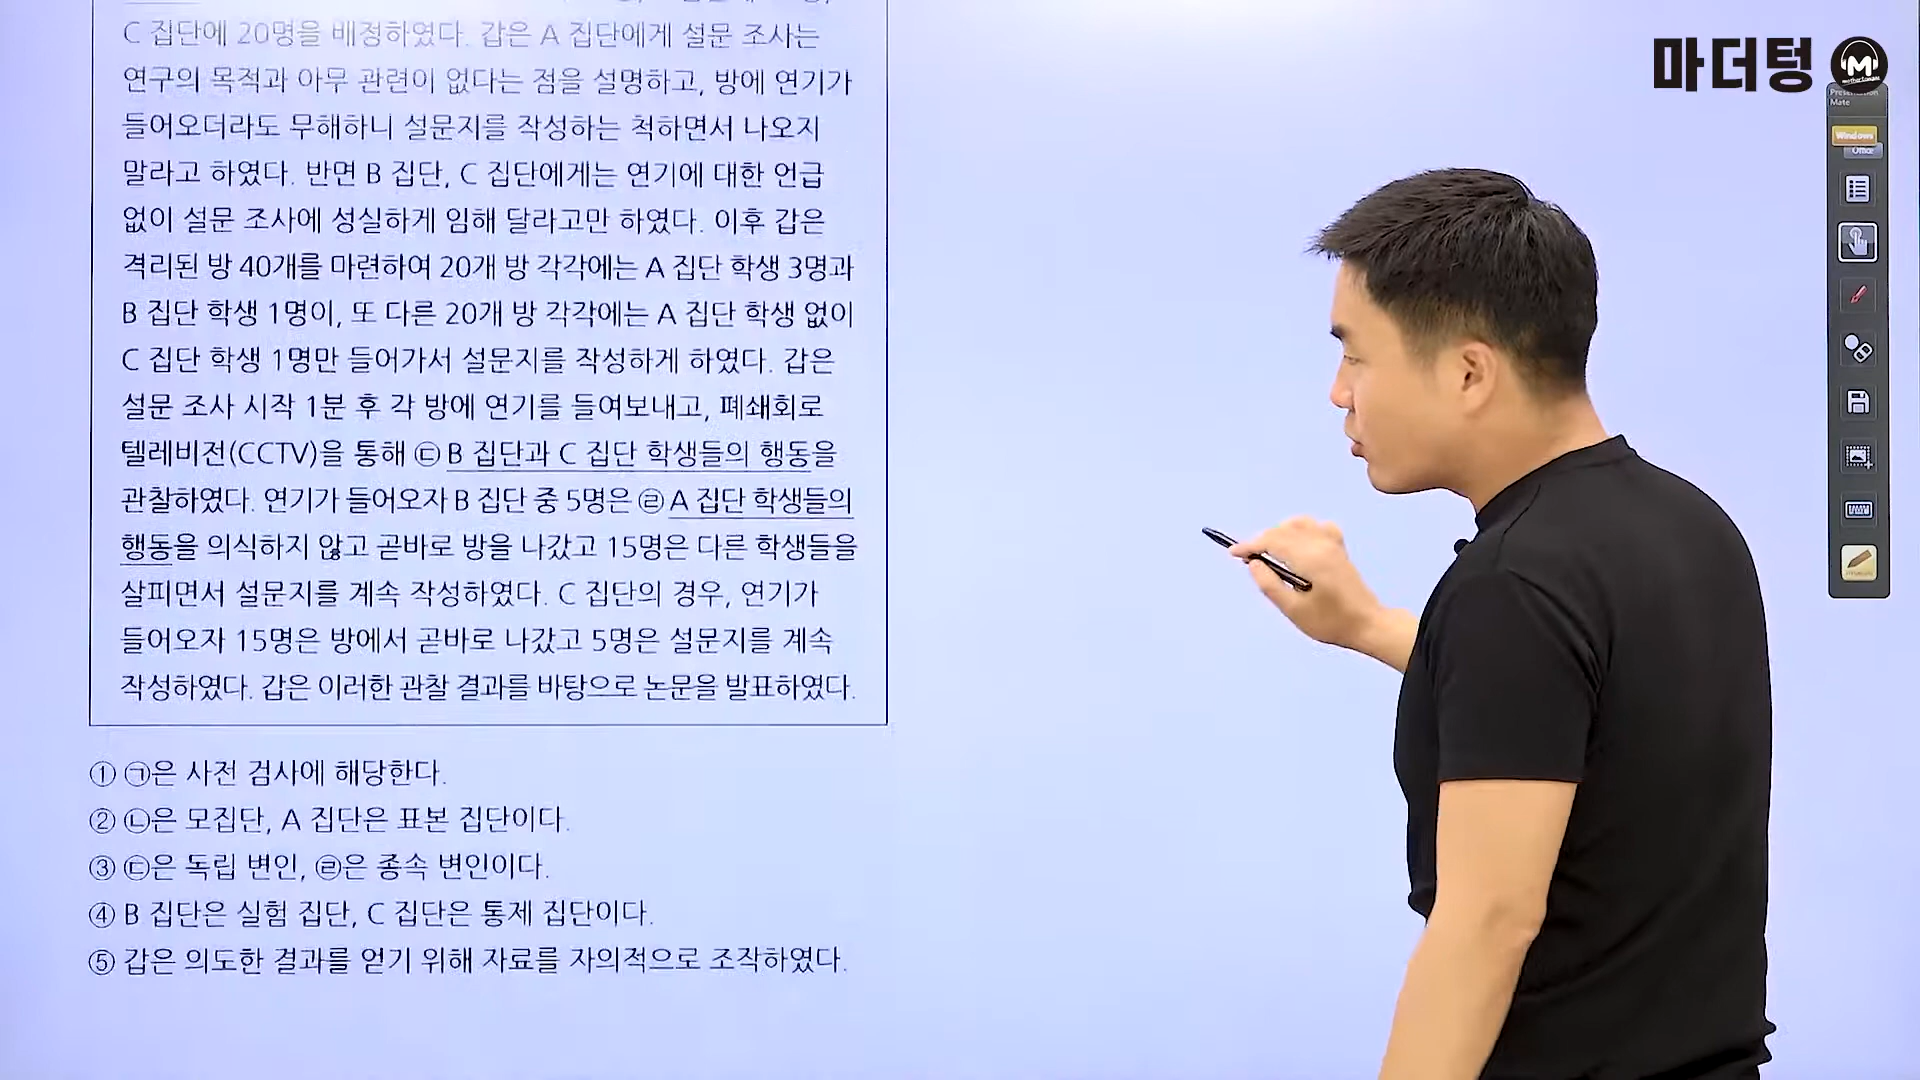 C 집단에 20명을 배정하였다. 갑은 A 집단에게 설문 조사는
연구의 목적과 아무 관련이 없다는 점을 설명하고, 방에 연기가
들어오더라도 무해하니 설문지를 작성하는 척하면서 나오지
말라고 하였다. 반면 B 집단, C 집단에게는 연기에 대한 언급
없이 설문 조사에 성실하게 임해 달라고만 하였다. 이후 갑은
격리된 방 40개를 마련하여 20개 방 각각에는 A 집단 학생 3명과
B 집단 학생 1명이, 또 다른 20개 방 각각에는 A 집단 학생 없이
C 집단 학생 1명만 들어가서 설문지를 작성하게 하였다. 갑은
설문 조사 시작 1분 후 각 방에 연기를 들여보내고, 폐쇄회로
텔레비전(CCTV)을 통해 ㉢ B 집단과 C 집단 학생들의 행동을
관찰하였다. 연기가 들어오자 B 집단 중 5명은 ㉣ A 집단 학생들의
행동을 의식하지 않고 곧바로 방을 나갔고 15명은 다른 학생들을
살피면서 설문지를 계속 작성하였다. C 집단의 경우, 연기가
들어오자 15명은 방에서 곧바로 나갔고 5명은 설문지를 계속
작성하였다. 갑은 이러한 관찰 결과를 바탕으로 논문을 발표하였다.
① ㉠은 사전 검사에 해당한다.
② ㉡은 모집단, A 집단은 표본 집단이다.
③ ㉢은 독립 변인, ㉣은 종속 변인이다.
④ B 집단은 실험 집단, C 집단은 통제 집단이다.
⑤ 갑은 의도한 결과를 얻기 위해 자료를 자의적으로 조작하였다.
마더텅 M
Presentation
Mate
Windows
Office